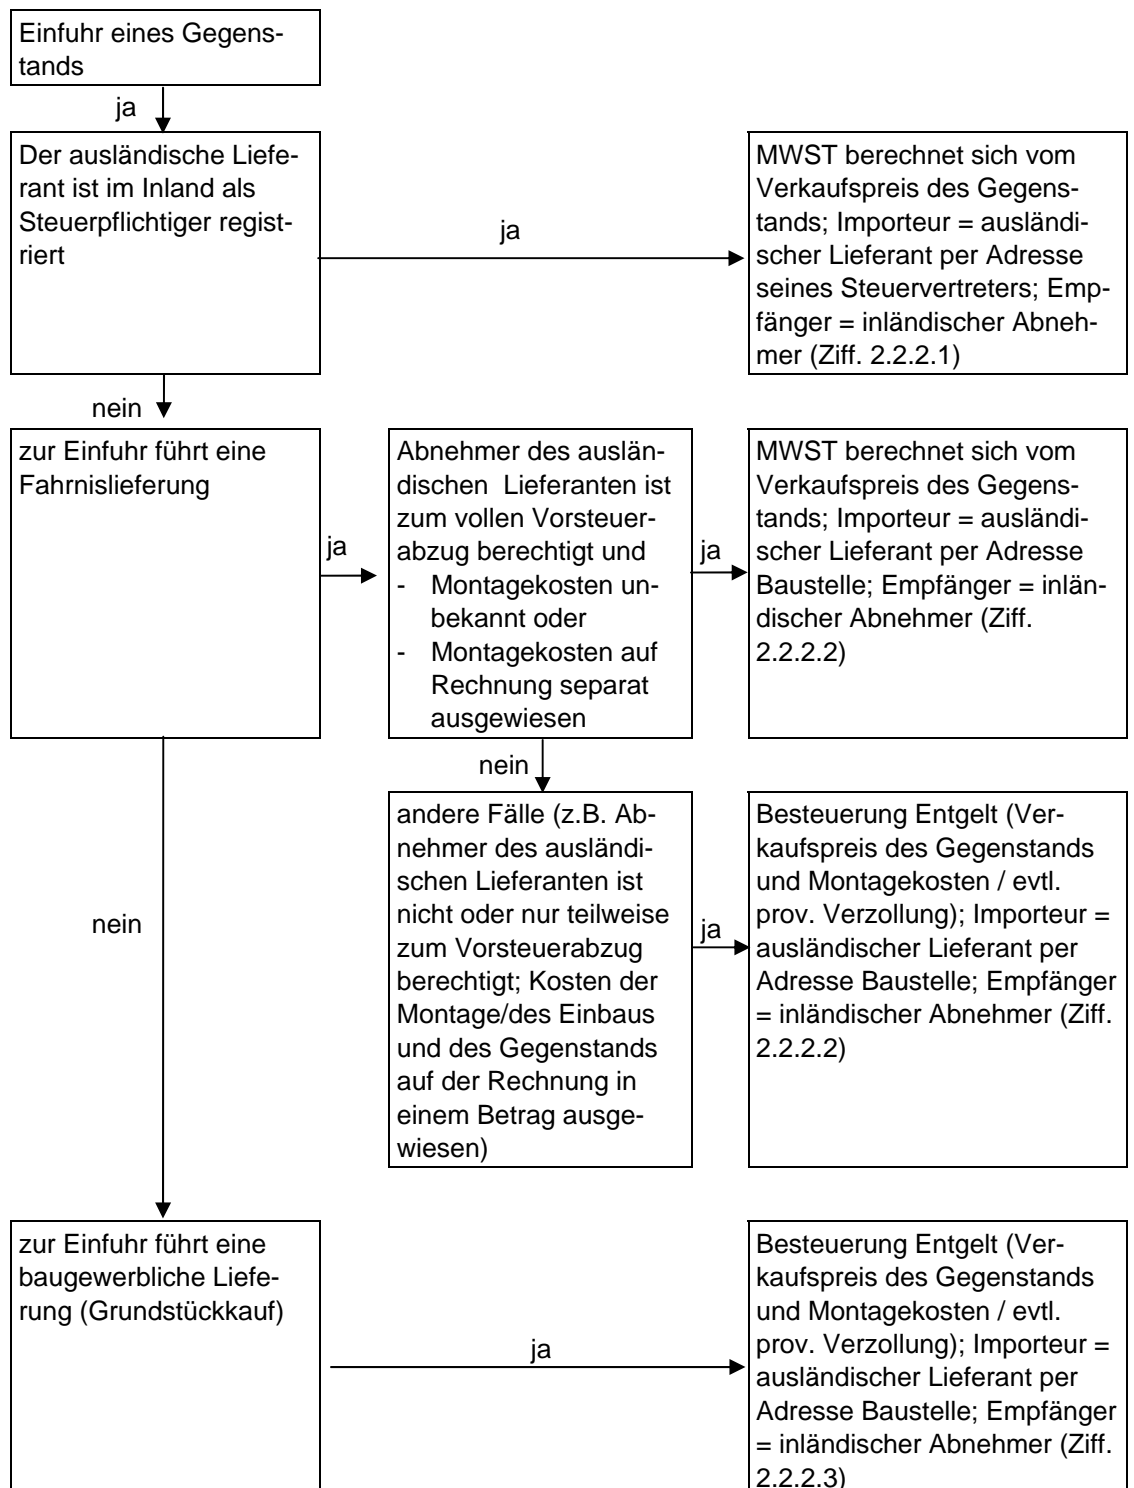 Einfuhr eines Gegens-
tands
ja
Der ausländische Liefe-
rant ist im Inland als
Steuerpflichtiger regist-
riert
ja
MWST berechnet sich vom
Verkaufspreis des Gegens-
tands; Importeur = ausländi-
scher Lieferant per Adresse
seines Steuervertreters; Emp-
fänger = inländischer Abneh-
mer (Ziff. 2.2.2.1)
nein
zur Einfuhr führt eine
Fahrnislieferung
ja
Abnehmer des auslän-
dischen Lieferanten ist
zum vollen Vorsteuer-
abzug berechtigt und
- Montagekosten un-
bekannt oder
- Montagekosten auf
Rechnung separat
ausgewiesen
ja
MWST berechnet sich vom
Verkaufspreis des Gegens-
tands; Importeur = ausländi-
scher Lieferant per Adresse
Baustelle; Empfänger = inlän-
discher Abnehmer (Ziff.
2.2.2.2)
nein
andere Fälle (z.B. Ab-
nehmer des ausländi-
schen Lieferanten ist
nicht oder nur teilweise
zum Vorsteuerabzug
berechtigt; Kosten der
Montage/des Einbaus
und des Gegenstands
auf der Rechnung in
einem Betrag ausge-
wiesen)
ja
Besteuerung Entgelt (Ver-
kaufspreis des Gegenstands
und Montagekosten / evtl.
prov. Verzollung); Importeur =
ausländischer Lieferant per
Adresse Baustelle; Empfänger
= inländischer Abnehmer (Ziff.
2.2.2.2)
nein
zur Einfuhr führt eine
baugewerbliche Liefe-
rung (Grundstückkauf)
ja
Besteuerung Entgelt (Ver-
kaufspreis des Gegenstands
und Montagekosten / evtl.
prov. Verzollung); Importeur =
ausländischer Lieferant per
Adresse Baustelle; Empfänger
= inländischer Abnehmer (Ziff.
2.2.2.3)